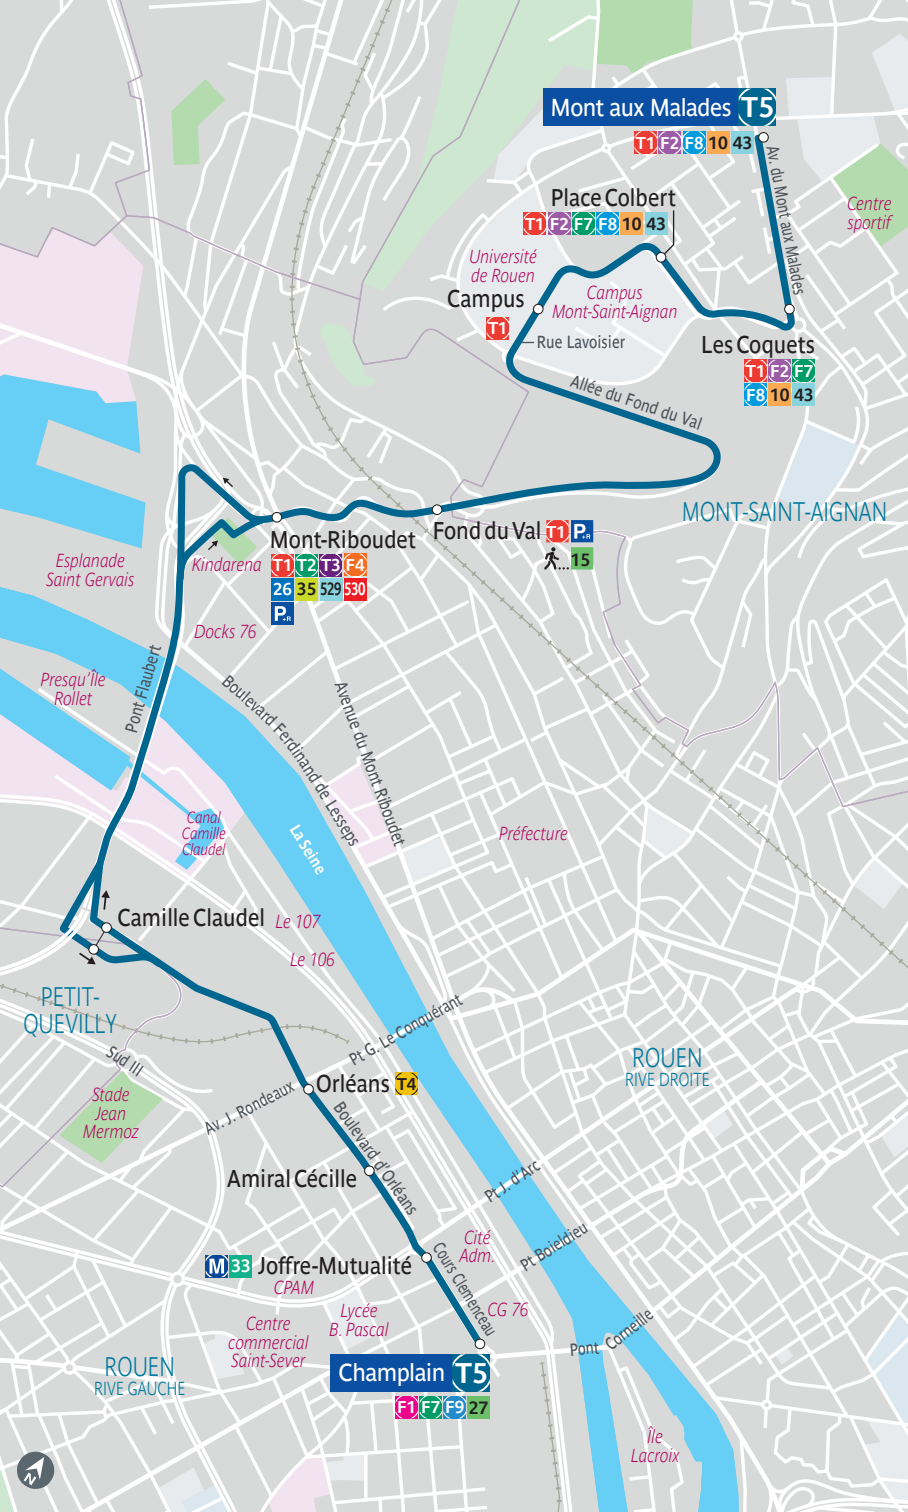 Mont aux Malades T5
T1 F2 F8 10 43
Av. du Mont aux Malades
Centre
sportif
Place Colbert
T1 F2 F7 F8 10 43
Université
de Rouen
Campus
T1
Campus
Mont-Saint-Aignan
Rue Lavoisier
Les Coquets
T1 F2 F7
F8 10 43
Allée du Fond du Val
MONT-SAINT-AIGNAN
Fond du Val T1 P+R
...15
Mont-Riboudet
T1 T2 T3 F4
26 35 529 530
P+R
Kindarena
Esplanade
Saint Gervais
Docks 76
Presqu'Île
Rollet
Pont Flaubert
Boulevard Ferdinand de Lesseps
Avenue du Mont Riboudet
Canal
Camille
Claudel
La Seine
Préfecture
Camille Claudel
Le 107
Le 106
PETIT-
QUEVILLY
Sud III
Pt G. Le Conquérant
ROUEN
RIVE DROITE
Orléans T4
Av. J. Rondeaux
Stade
Jean
Mermoz
Boulevard d'Orléans
Amiral Cécille
Pt J. d'Arc
Pt Boieldieu
Cité
Adm.
M 33 Joffre-Mutualité
CPAM
Cours Clemenceau
CG 76
Lycée
B. Pascal
Centre
commercial
Saint-Sever
Pont Corneille
ROUEN
RIVE GAUCHE
Champlain T5
F1 F7 F9 27
Île
Lacroix
N